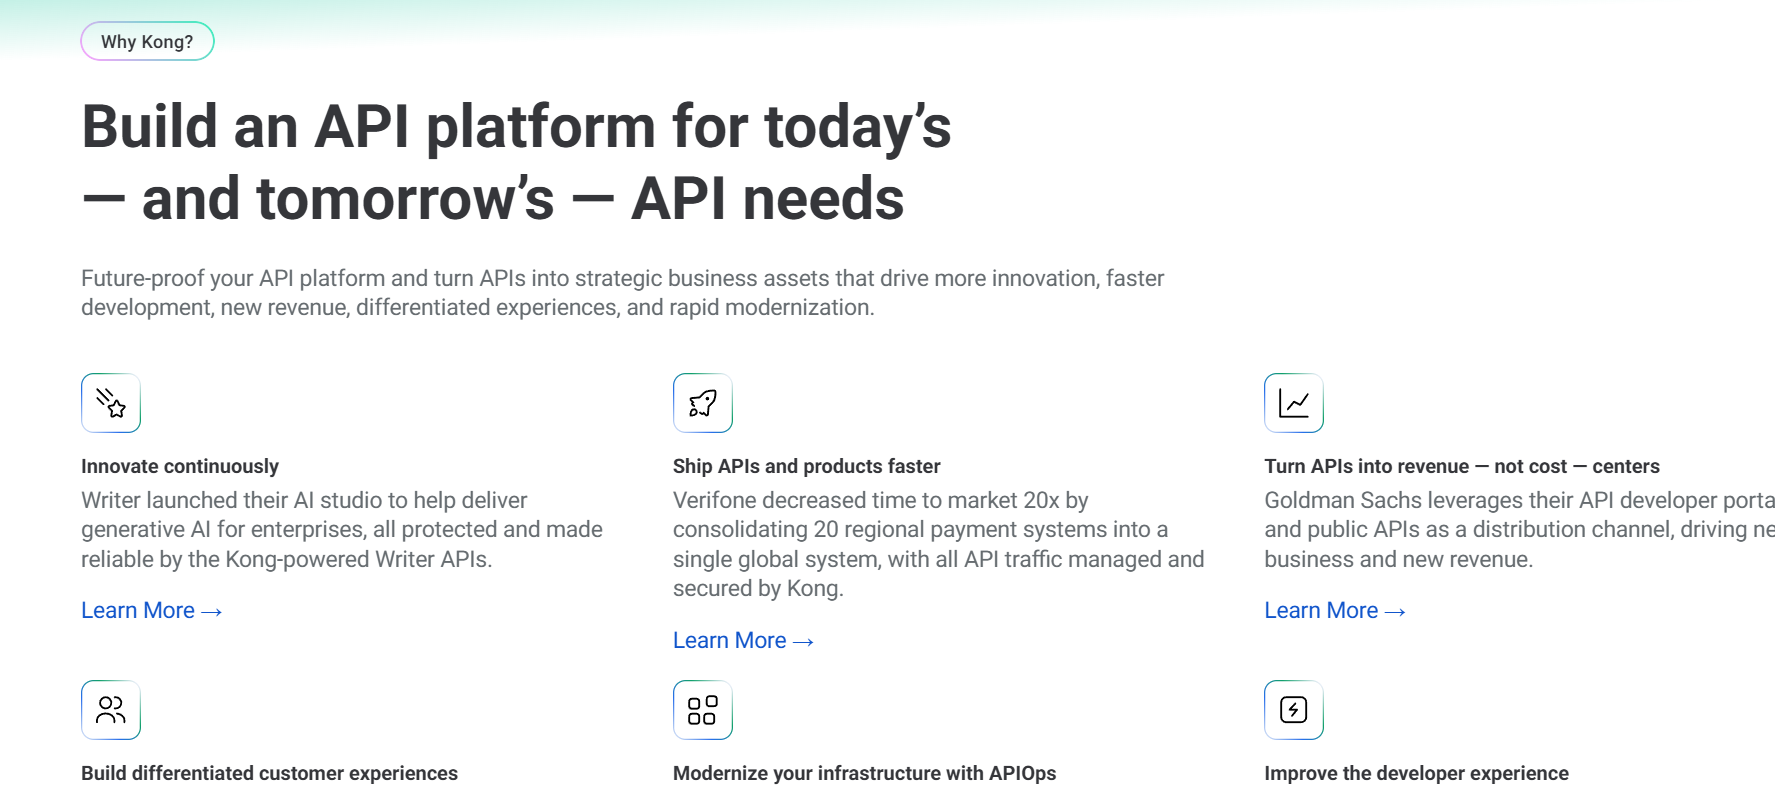 Why Kong?
Build an API platform for today’s
— and tomorrow’s — API needs
Future-proof your API platform and turn APIs into strategic business assets that drive more innovation, faster
development, new revenue, differentiated experiences, and rapid modernization.
Innovate continuously
Writer launched their AI studio to help deliver
generative AI for enterprises, all protected and made
reliable by the Kong-powered Writer APIs.
Learn More →
Ship APIs and products faster
Verifone decreased time to market 20x by
consolidating 20 regional payment systems into a
single global system, with all API traffic managed and
secured by Kong.
Learn More →
Turn APIs into revenue — not cost — centers
Goldman Sachs leverages their API developer
and public APIs as a distribution channel, driving
business and new revenue.
Learn More →
Build differentiated customer experiences
Modernize your infrastructure with APIOps
Improve the developer experience